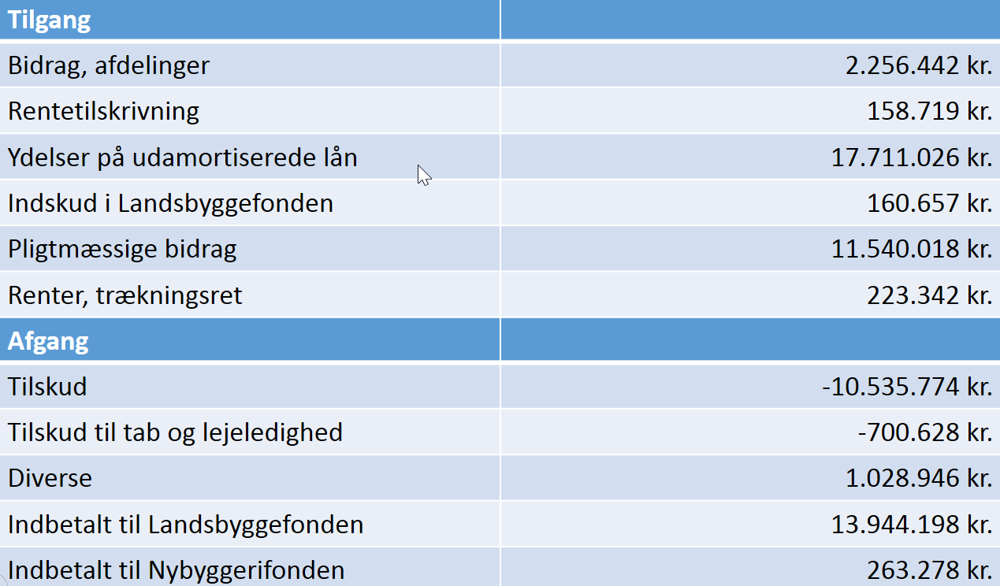 Tilgang
Bidrag, afdelinger 2.256.442 kr.
Rentetilskrivning 158.719 kr.
Ydelser på udamortiserede lån 17.711.026 kr.
Indskud i Landsbyggefonden 160.657 kr.
Pligtmæssige bidrag 11.540.018 kr.
Renter, trækningsret 223.342 kr.
Afgang
Tilskud -10.535.774 kr.
Tilskud til tab og lejeledighed -700.628 kr.
Diverse 1.028.946 kr.
Indbetalt til Landsbyggefonden 13.944.198 kr.
Indbetalt til Nybyggerifonden 263.278 kr.